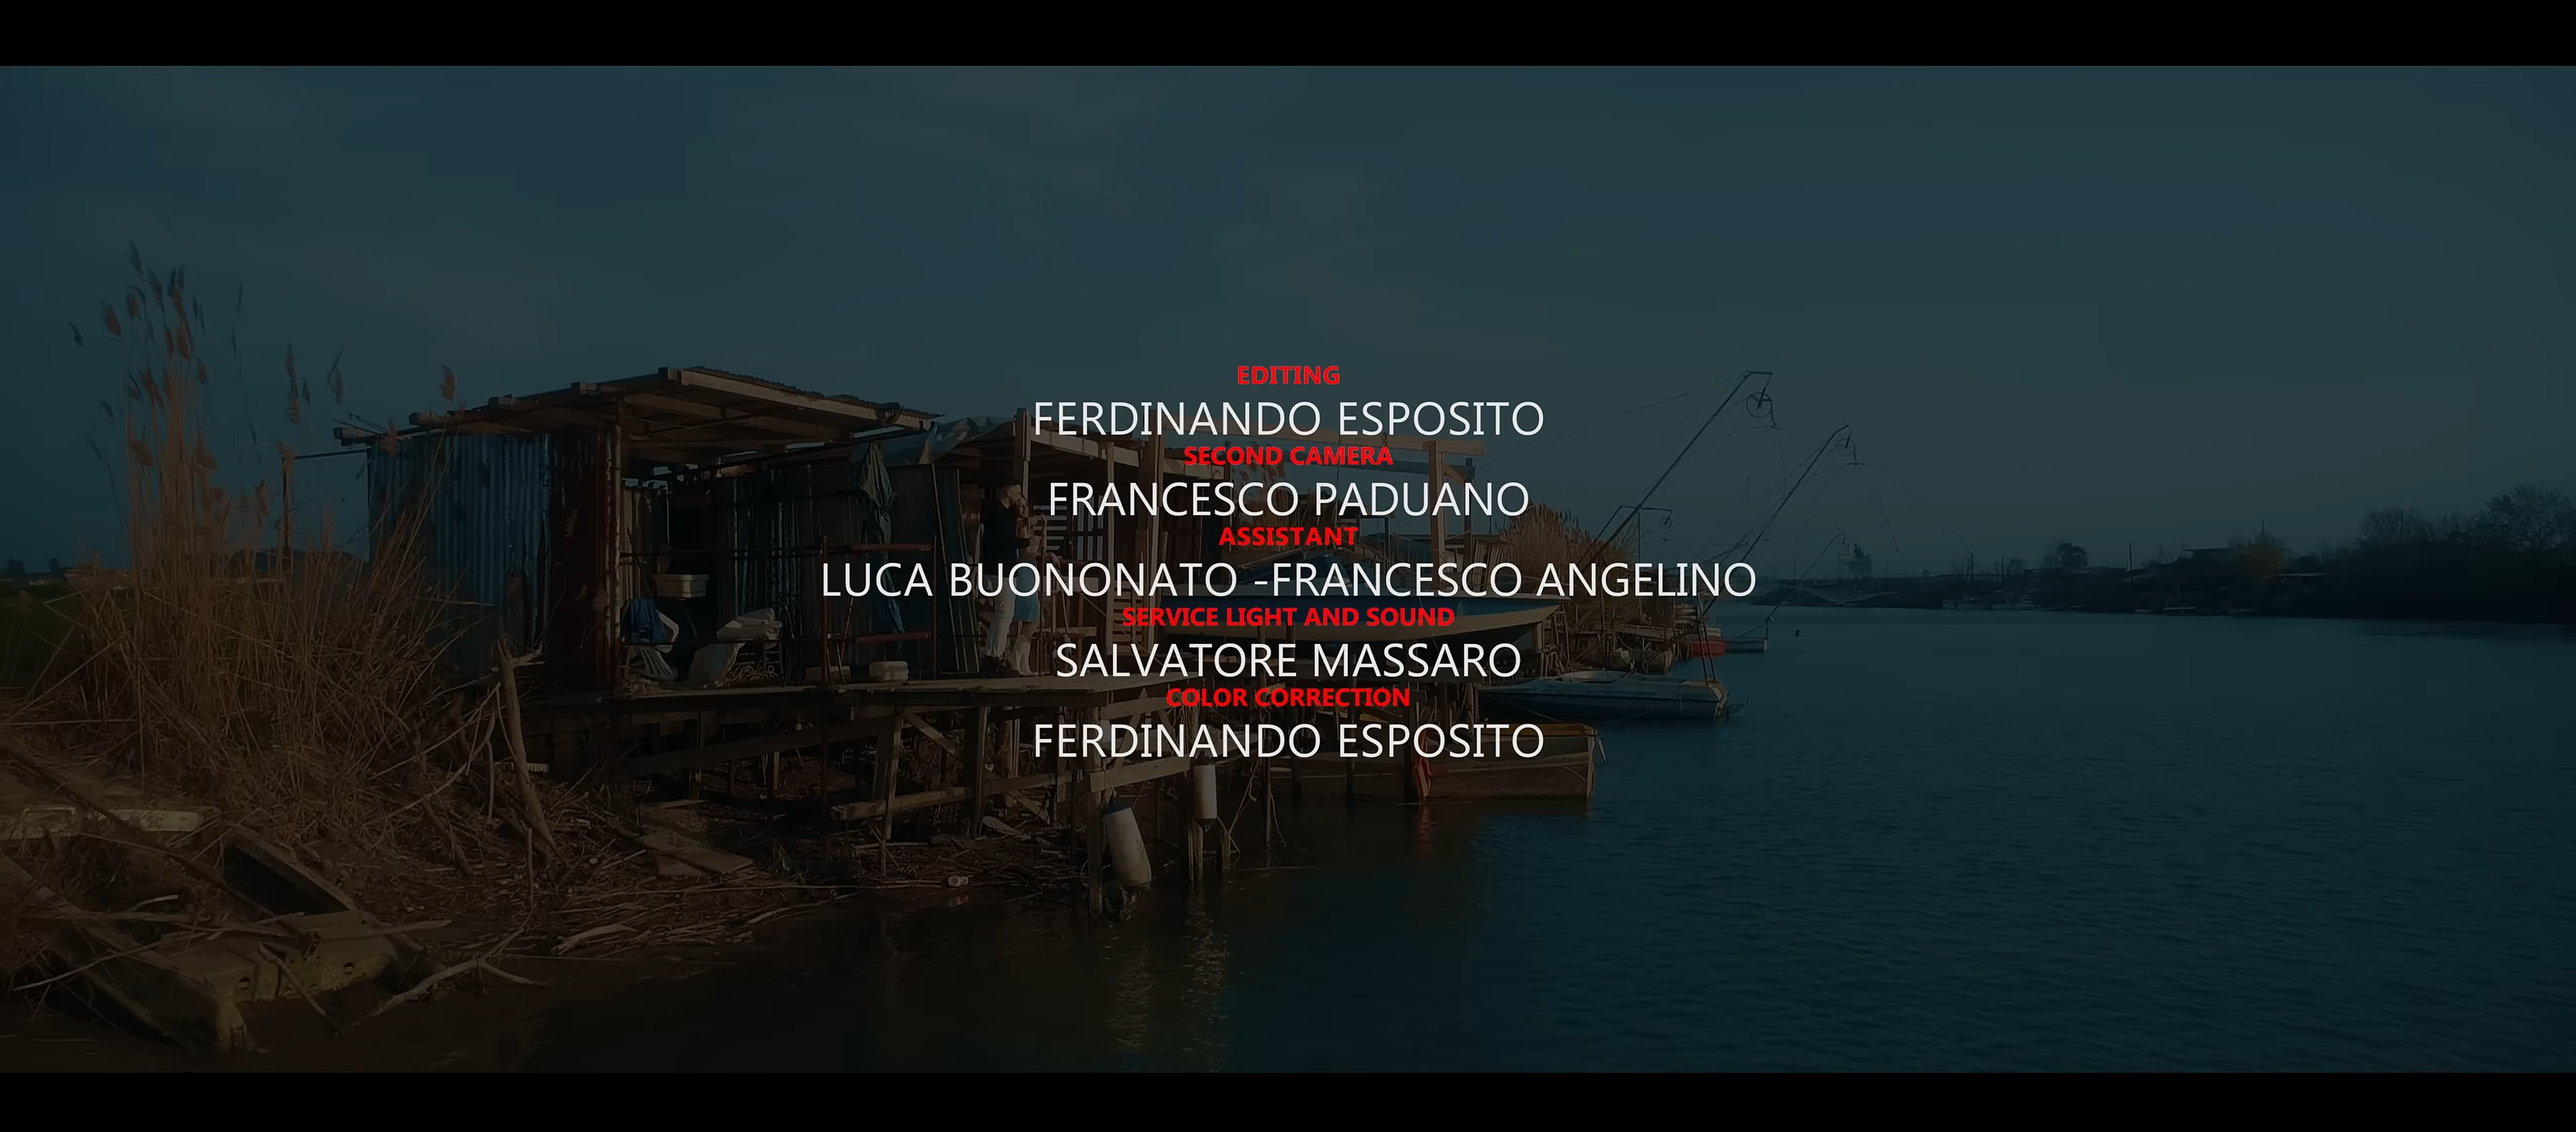 EDITING
FERDINANDO ESPOSITO
SECOND CAMERA
FRANCESCO PADUANO
ASSISTANT
LUCA BUONONATO -FRANCESCO ANGELINO
SERVICE LIGHT AND SOUND
SALVATORE MASSARO
COLOR CORRECTION
FERDINANDO ESPOSITO